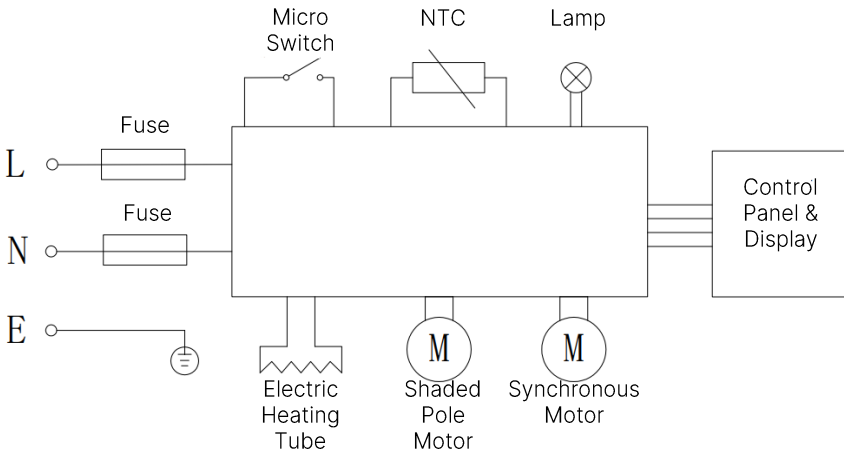 Micro
Switch
NTC
Lamp
Fuse
L
Fuse
N
Control
Panel &
Display
E
M
M
Electric
Heating
Tube
Shaded
Pole
Motor
Synchronous
Motor